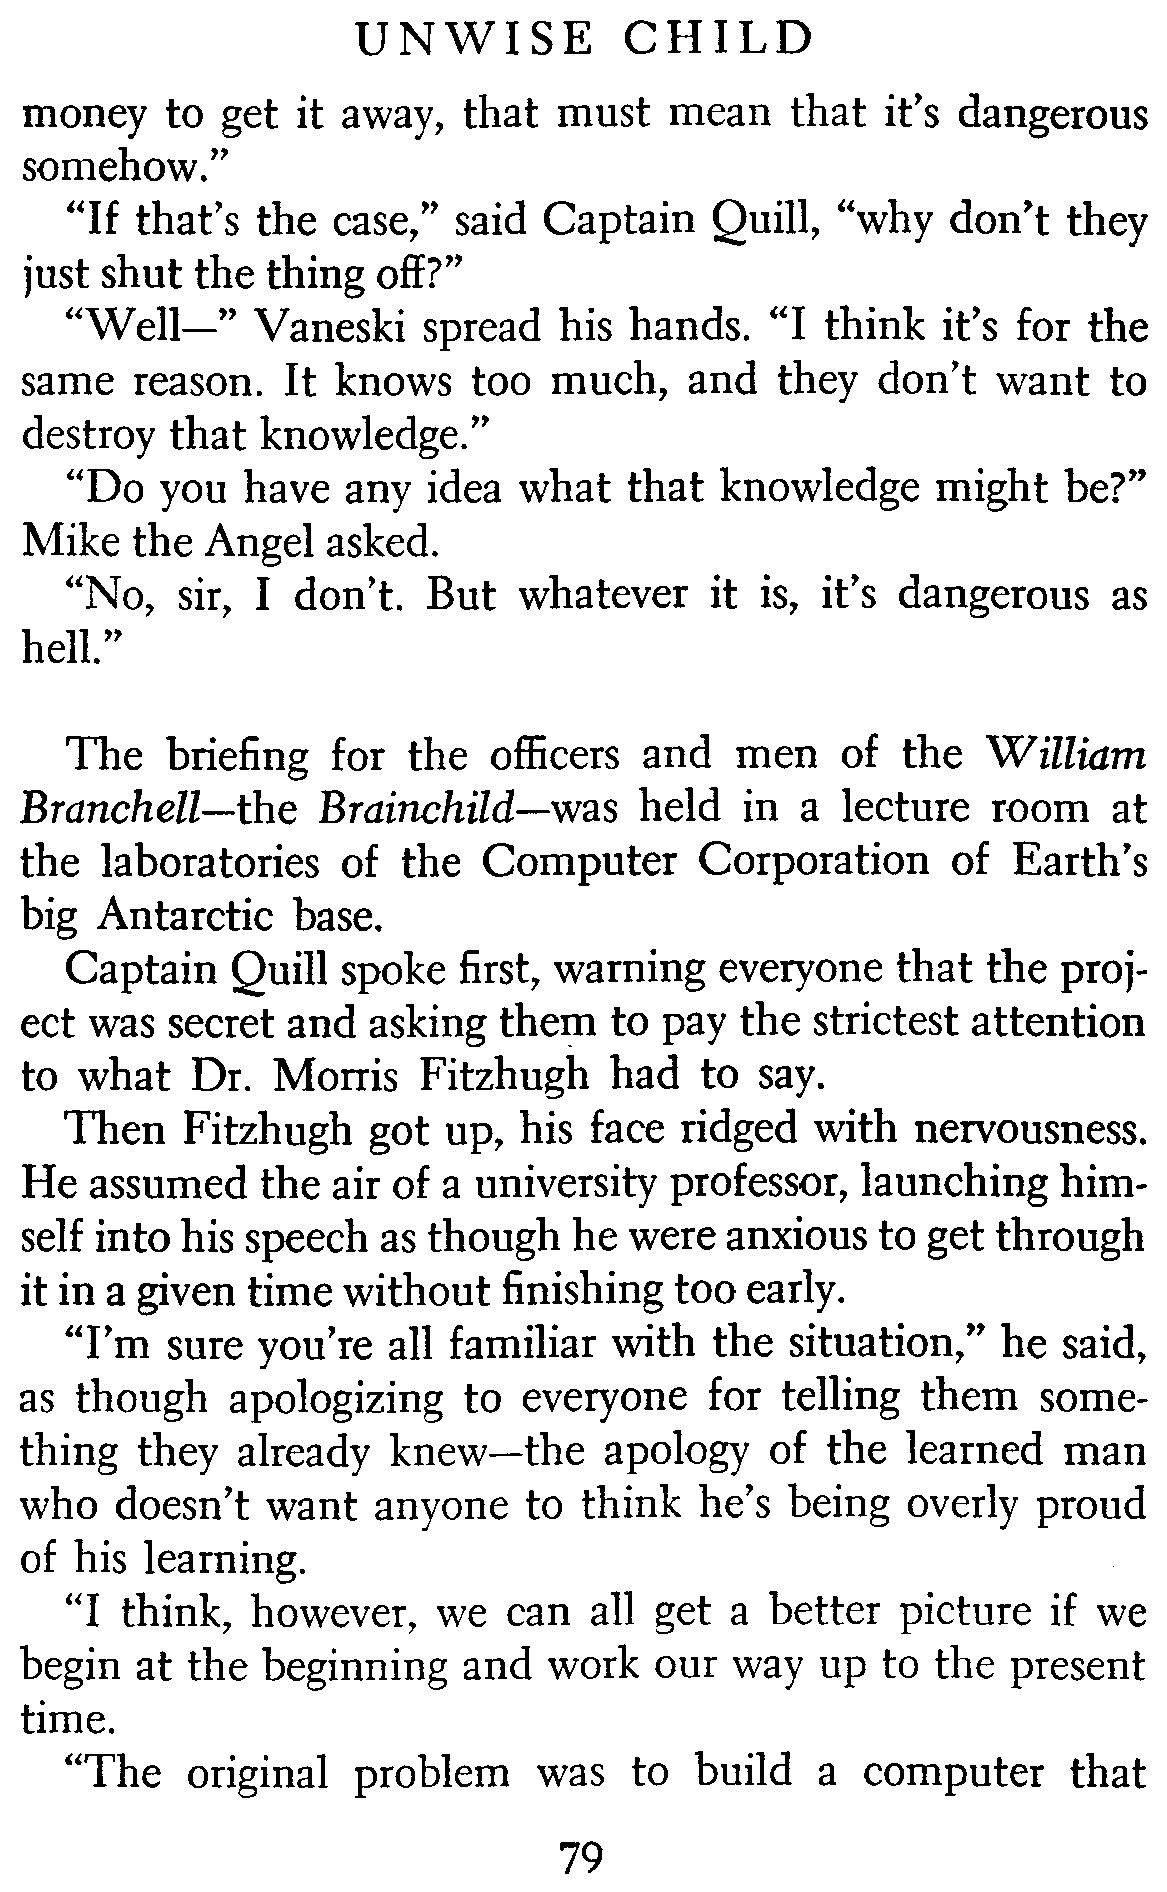 UNWISE CHILD
money to get it away, that must mean that it's dangerous
somehow.”
“If that's the case,” said Captain Quill, “why don't they
just shut the thing off?”
“Well—” Vaneski spread his hands. “I think it's for the
same reason. It knows too much, and they don't want to
destroy that knowledge.”
“Do you have any idea what that knowledge might be?”
Mike the Angel asked.
“No, sir, I don't. But whatever it is, it's dangerous as
hell.”
The briefing for the officers and men of the William
Branchell—the Brainchild—was held in a lecture room at
the laboratories of the Computer Corporation of Earth's
big Antarctic base.
Captain Quill spoke first, warning everyone that the proj-
ect was secret and asking them to pay the strictest attention
to what Dr. Morris Fitzhugh had to say.
Then Fitzhugh got up, his face ridged with nervousness.
He assumed the air of a university professor, launching him-
self into his speech as though he were anxious to get through
it in a given time without finishing too early.
“I'm sure you're all familiar with the situation,” he said,
as though apologizing to everyone for telling them some-
thing they already knew—the apology of the learned man
who doesn't want anyone to think he's being overly proud
of his learning.
“I think, however, we can all get a better picture if we
begin at the beginning and work our way up to the present
time.
“The original problem was to build a computer that
79